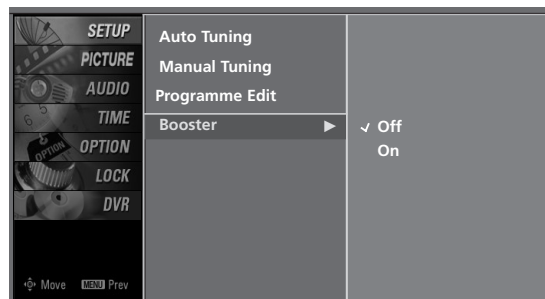 SETUP
PICTURE
AUDIO
TIME
OPTION
LOCK
DVR
Move MENU Prev
Auto Tuning
Manual Tuning
Programme Edit
Booster ▶
✓ Off
On